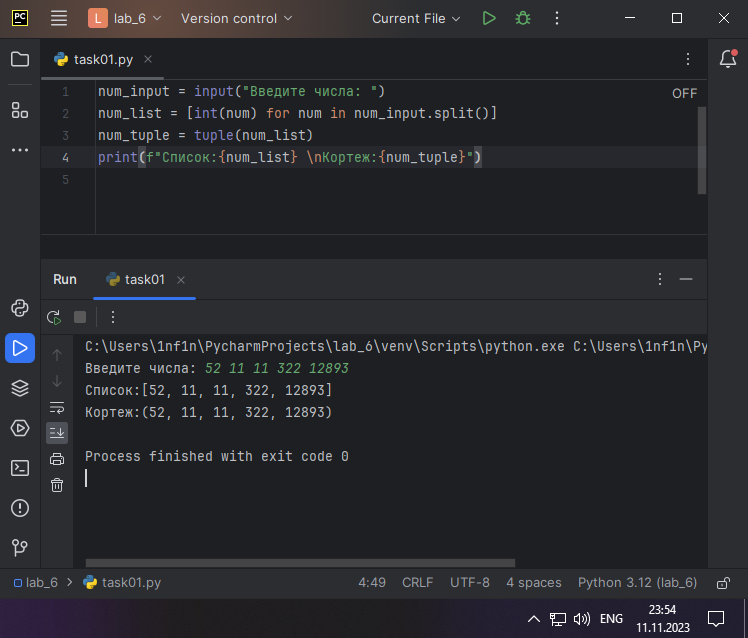 PC L lab_6 Version control Current File
task01.py
OFF
1 num_input = input("Введите числа: ")
2 num_list = [int(num) for num in num_input.split()]
3 num_tuple = tuple(num_list)
4 print(f"Список:{num_list} \nКортеж:{num_tuple}")
5
Run task01
C:\Users\1nf1n\PycharmProjects\lab_6\venv\Scripts\python.exe C:\Users\1nf1n\Py
Введите числа: 52 11 11 322 12893
Список:[52, 11, 11, 322, 12893]
Кортеж:(52, 11, 11, 322, 12893)
Process finished with exit code 0
lab_6 > task01.py 4:49 CRLF UTF-8 4 spaces Python 3.12 (lab_6)
ENG 23:54
11.11.2023